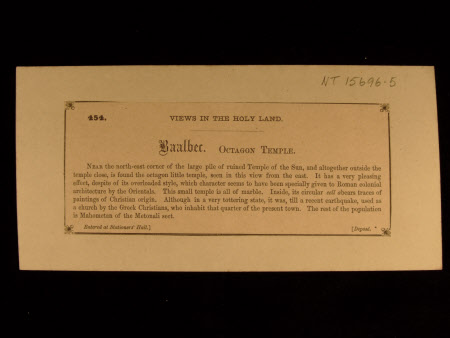 NT 15696·5
454. VIEWS IN THE HOLY LAND.
Baalbec. OCTAGON TEMPLE.
NEAR the north-east corner of the large pile of ruined Temple of the Sun, and altogether outside the
temple close, is found the octagon little temple, seen in this view from the east. It has a very pleasing
effect, despite of its overloaded style, which character seems to have been specially given to Roman colonial
architecture by the Orientals. This small temple is all of marble. Inside, its circular cell shears traces of
paintings of Christian origin. Although in a very tottering state, it was, till a recent earthquake, used as
a church by the Greek Christians, who inhabit that quarter of the present town. The rest of the population
is Mahometan of the Metouali sect.
Entered at Stationers' Hall.] [Deposé.